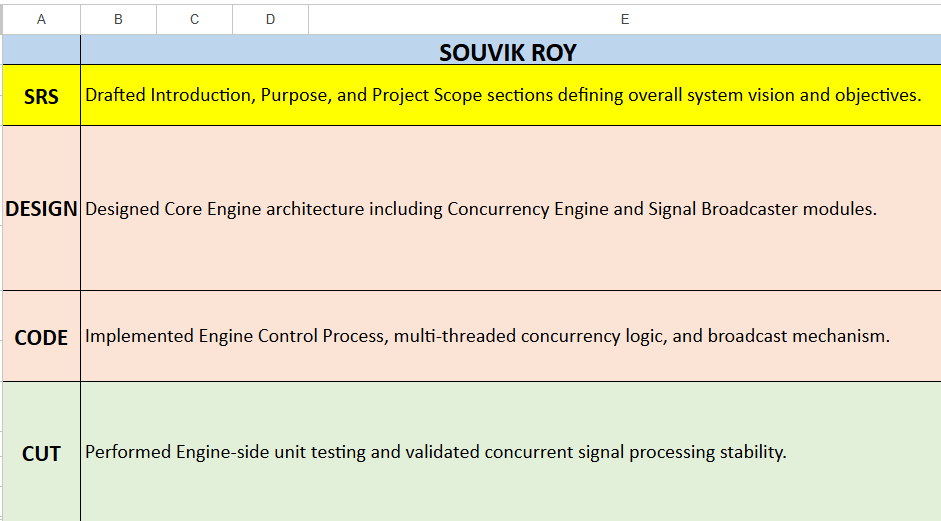 A B C D E
SOUVIK ROY
SRS Drafted Introduction, Purpose, and Project Scope sections defining overall system vision and objectives.
DESIGN Designed Core Engine architecture including Concurrency Engine and Signal Broadcaster modules.
CODE Implemented Engine Control Process, multi-threaded concurrency logic, and broadcast mechanism.
CUT Performed Engine-side unit testing and validated concurrent signal processing stability.